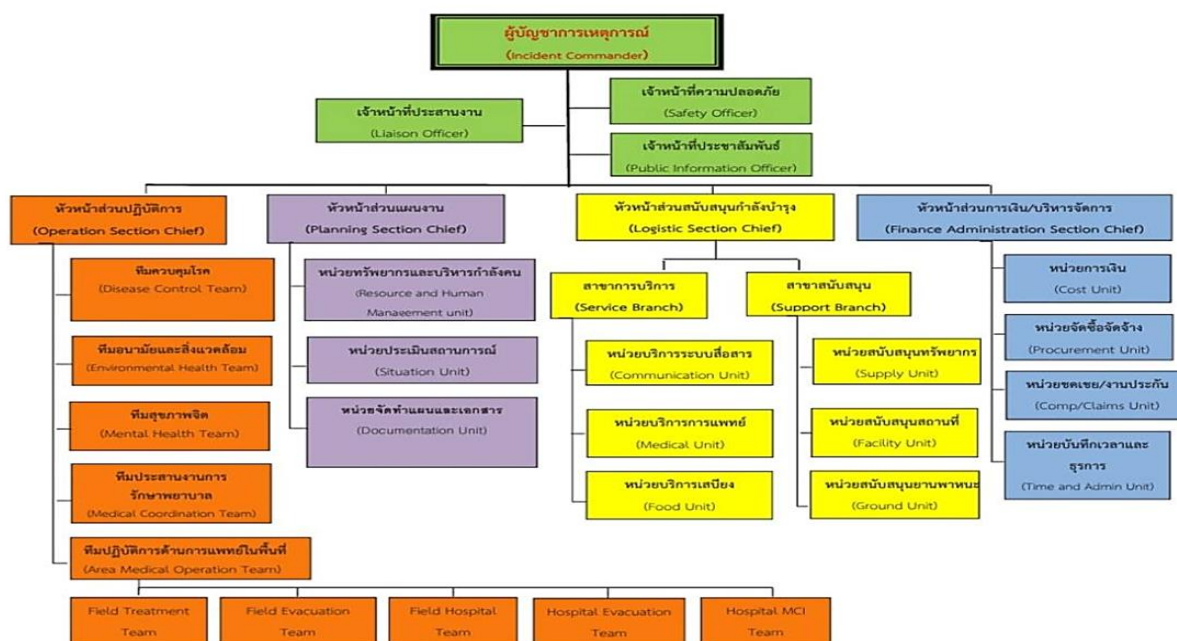 ผู้บัญชาการเหตุการณ์
(Incident Commander)
เจ้าหน้าที่ประสานงาน
(Liaison Officer)
เจ้าหน้าที่ความปลอดภัย
(Safety Officer)
เจ้าหน้าที่ประชาสัมพันธ์
(Public Information Officer)
หัวหน้าส่วนปฏิบัติการ
(Operation Section Chief)
ทีมควบคุมโรค
(Disease Control Team)
ทีมอนามัยและสิ่งแวดล้อม
(Environmental Health Team)
ทีมสุขภาพจิต
(Mental Health Team)
ทีมประสานงานการ
รักษาพยาบาล
(Medical Coordination Team)
ทีมปฏิบัติการด้านการแพทย์ในพื้นที่
(Area Medical Operation Team)
Field Treatment
Team
Field Evacuation
Team
Field Hospital
Team
Hospital Evacuation
Team
Hospital MCI
Team
หัวหน้าส่วนแผนงาน
(Planning Section Chief)
หน่วยทรัพยากรและบริหารกำลังคน
(Resource and Human
Management unit)
หน่วยประเมินสถานการณ์
(Situation Unit)
หน่วยจัดทำแผนและเอกสาร
(Documentation Unit)
หัวหน้าส่วนสนับสนุนกำลังบำรุง
(Logistic Section Chief)
สาขาการบริการ
(Service Branch)
หน่วยบริการระบบสื่อสาร
(Communication Unit)
หน่วยบริการการแพทย์
(Medical Unit)
หน่วยบริการเสบียง
(Food Unit)
สาขาสนับสนุน
(Support Branch)
หน่วยสนับสนุนทรัพยากร
(Supply Unit)
หน่วยสนับสนุนสถานที่
(Facility Unit)
หน่วยสนับสนุนยานพาหนะ
(Ground Unit)
หัวหน้าส่วนการเงิน/บริหารจัดการ
(Finance Administration Section Chief)
หน่วยการเงิน
(Cost Unit)
หน่วยจัดซื้อจัดจ้าง
(Procurement Unit)
หน่วยชดเชย/งานประกัน
(Comp/Claims Unit)
หน่วยบันทึกเวลาและ
ธุรการ
(Time and Admin Unit)